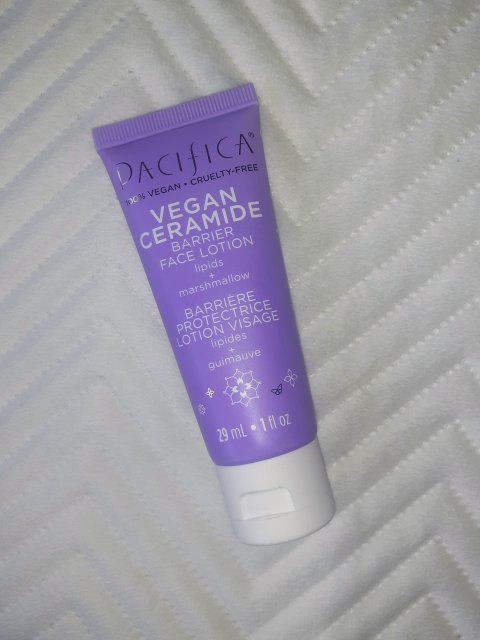 PACIFICA®
100% VEGAN • CRUELTY-FREE
VEGAN
CERAMIDE
BARRIER
FACE LOTION
lipids
+
marshmallow
BARRIÈRE
PROTECTRICE
LOTION VISAGE
lipides
+
guimauve
29 mL • 1 fl oz